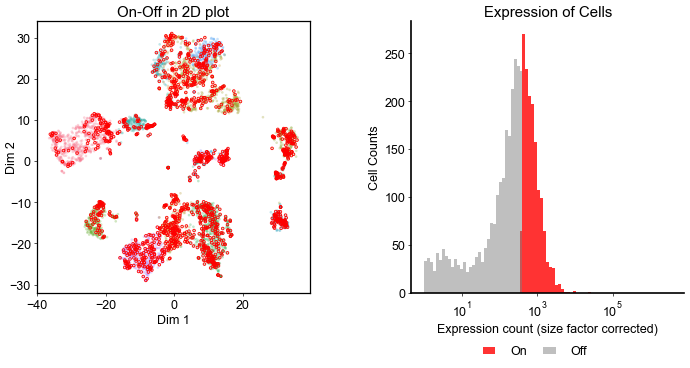 On-Off in 2D plot
Dim 2
30
20
10
0
−10
−20
−30
−40
−20
0
20
Dim 1
Expression of Cells
Cell Counts
250
200
150
100
50
0
10^1
10^3
10^5
Expression count (size factor corrected)
On
Off